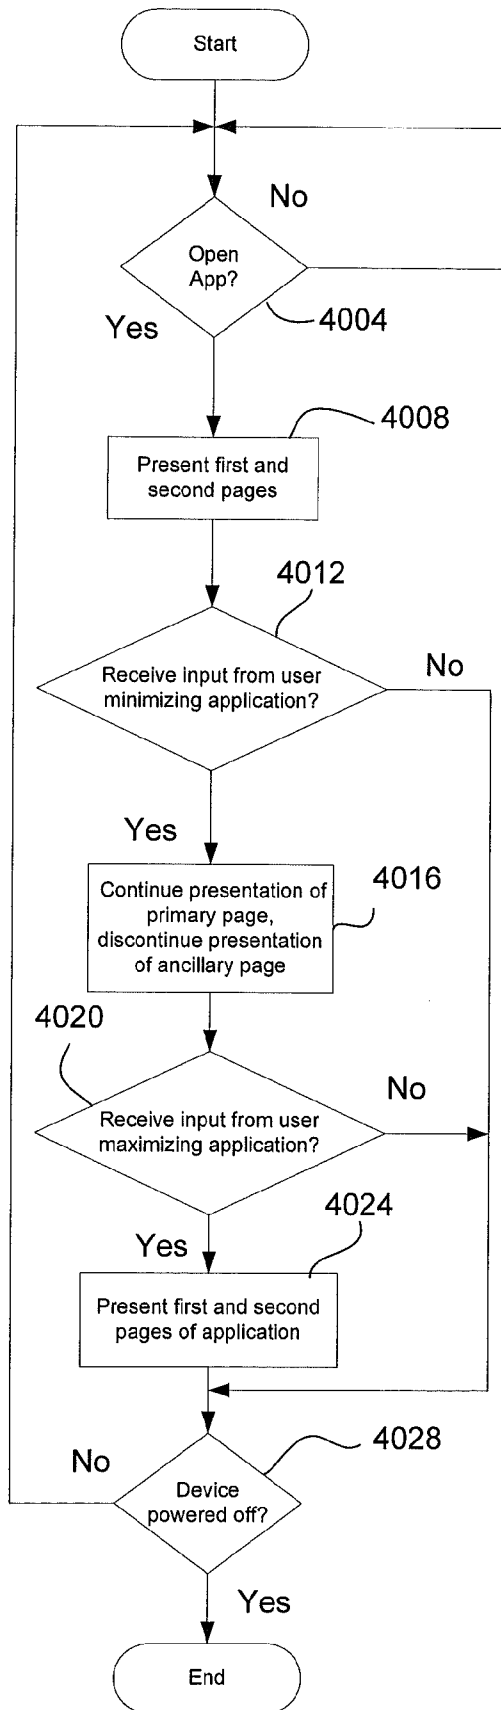 Start
No
Open
App?
Yes
4004
4008
Present first and
second pages
4012
Receive input from user
minimizing application?
No
Yes
Continue presentation of
primary page,
discontinue presentation
of ancillary page
4016
4020
Receive input from user
maximizing application?
No
4024
Yes
Present first and second
pages of application
4028
No
Device
powered off?
Yes
End